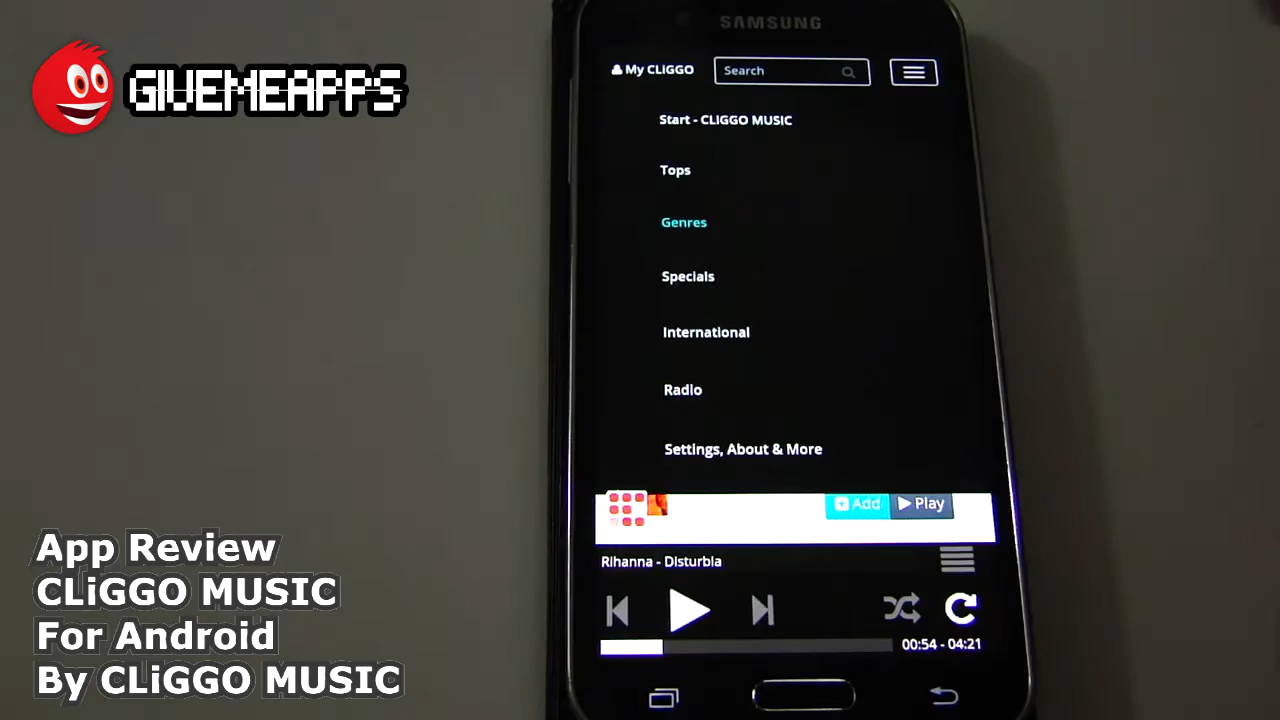 GIVEMEAPPS
SAMSUNG
My CLiGGO
Search
Start - CLiGGO MUSIC
Tops
Genres
Specials
International
Radio
Settings, About & More
Add
Play
Rihanna - Disturbia
00:54 - 04:21
App Review
CLiGGO MUSIC
For Android
By CLiGGO MUSIC